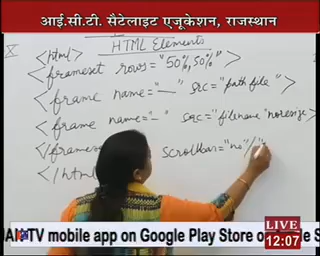 आई.सी.टी. सैटेलाइट एजूकेशन, राजस्थान
HTML Elements
<html>
<frameset rows="50%,50%">
<frame name="—" src="path file">
<frame name="—" src="filename" noresize>
</frames
scrollbar="no"/"
</html
TV mobile app on Google Play Store o
LIVE
12:07